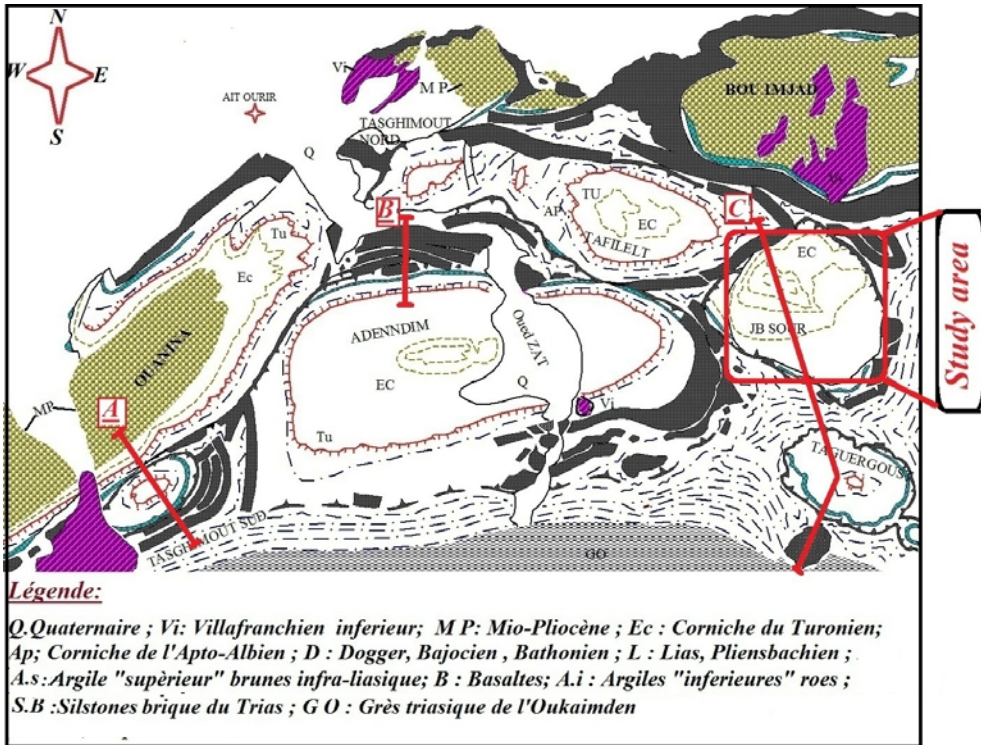 N
W E
S
AIT OURIR
Vi
M P
TASGHIMOUT
NORD
BOU IMJAD
Q
B
AP
TU
EC
TAFILELT
C
EC
JB SOUR
Study area
Tu
Ec
OUANINA
MP
A
ADENNDIM
EC
Tu
Oued ZAT
Q
Vi
TAGUERGOUST
TASGHIMOUT SUD
GO
Légende:
Q.Quaternaire ; Vi: Villafranchien inferieur; M P: Mio-Pliocène ; Ec : Corniche du Turonien;
Ap; Corniche de l'Apto-Albien ; D : Dogger, Bajocien , Bathonien ; L : Lias, Pliensbachien ;
A.s:Argile "supèrieur" brunes infra-liasique; B : Basaltes; A.i : Argiles "inferieures" roes ;
S.B :Silstones brique du Trias ; G O : Grès triasique de l'Oukaimden